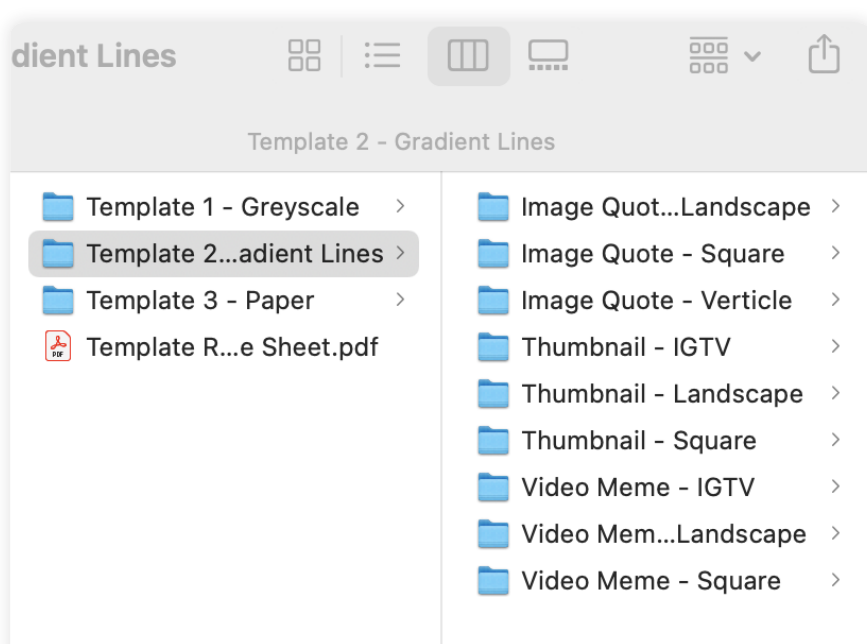 dient Lines
Template 2 - Gradient Lines
Template 1 - Greyscale
Template 2...adient Lines
Template 3 - Paper
PDF
Template R...e Sheet.pdf
Image Quot...Landscape
Image Quote - Square
Image Quote - Verticle
Thumbnail - IGTV
Thumbnail - Landscape
Thumbnail - Square
Video Meme - IGTV
Video Mem...Landscape
Video Meme - Square